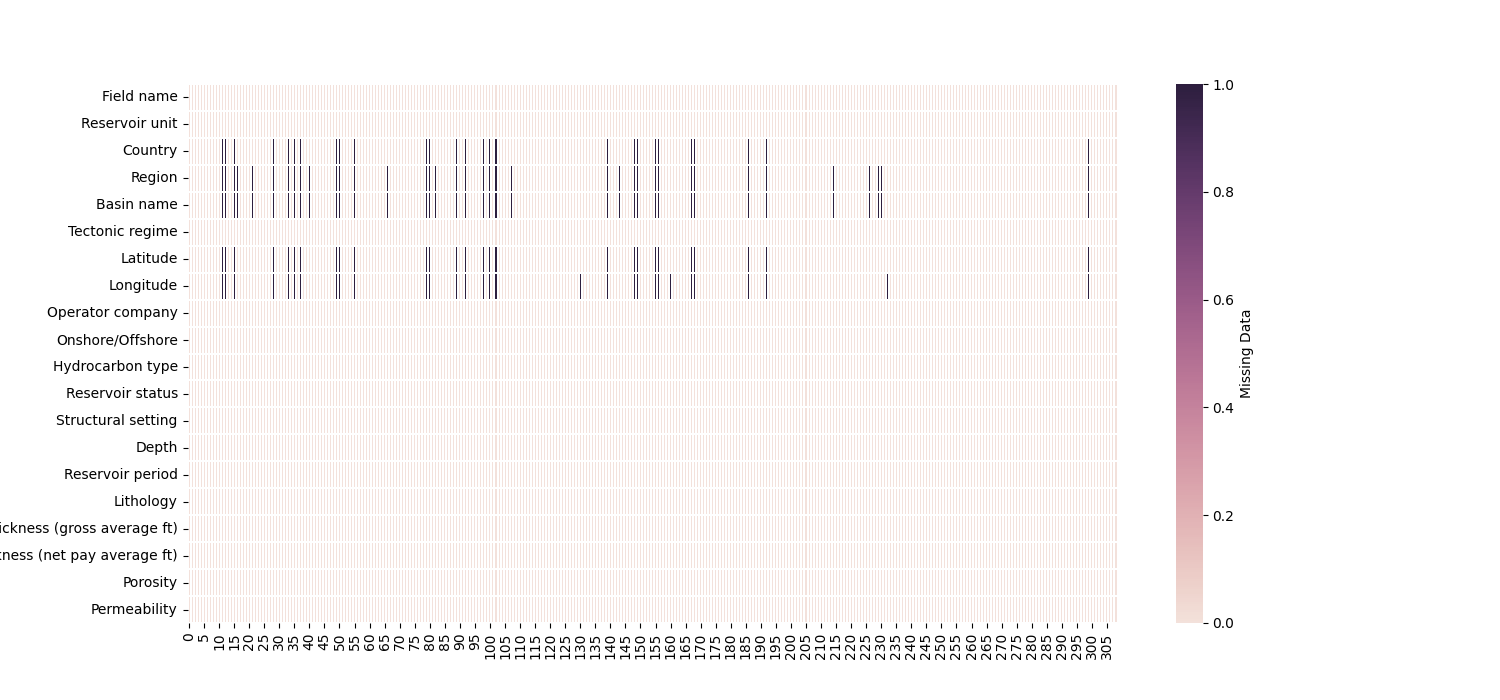 Field name
Reservoir unit
Country
Region
Basin name
Tectonic regime
Latitude
Longitude
Operator company
Onshore/Offshore
Hydrocarbon type
Reservoir status
Structural setting
Depth
Reservoir period
Lithology
ickness (gross average ft)
ness (net pay average ft)
Porosity
Permeability
0 5 10 15 20 25 30 35 40 45 50 55 60 65 70 75 80 85 90 95 100 105 110 115 120 125 130 135 140 145 150 155 160 165 170 175 180 185 190 195 200 205 210 215 220 225 230 235 240 245 250 255 260 265 270 275 280 285 290 295 300 305
1.0
0.8
0.6
0.4
0.2
0.0
Missing Data